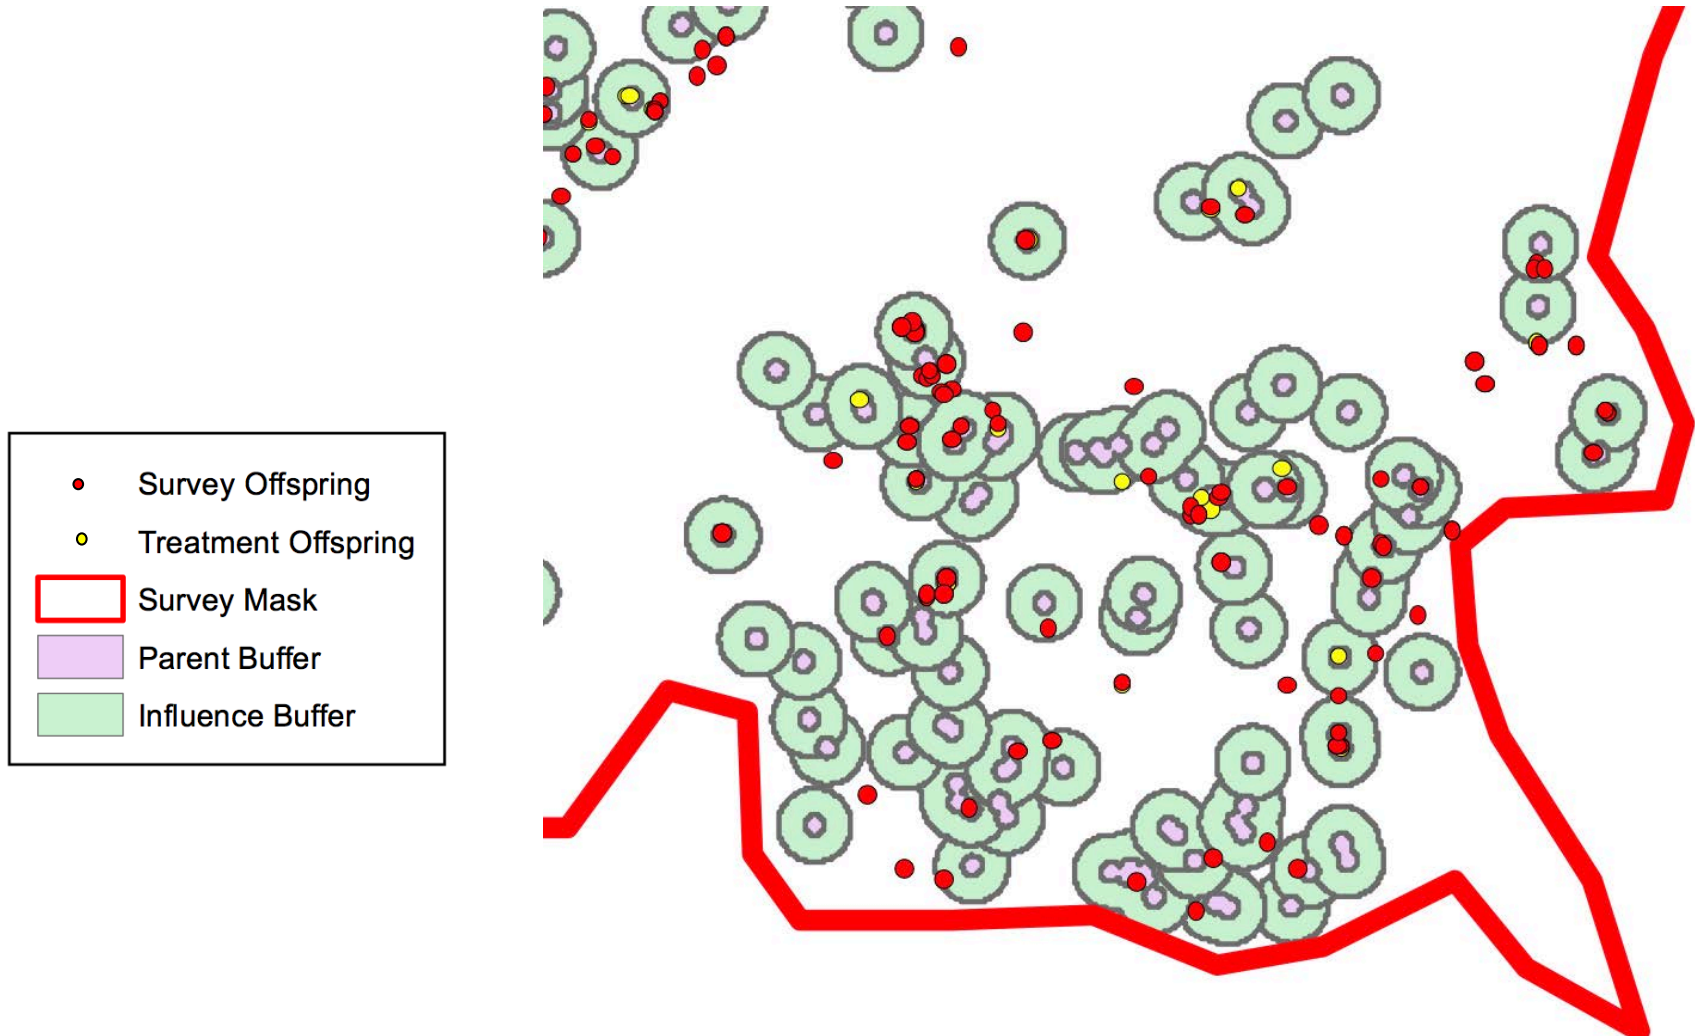 Survey Offspring
Treatment Offspring
Survey Mask
Parent Buffer
Influence Buffer